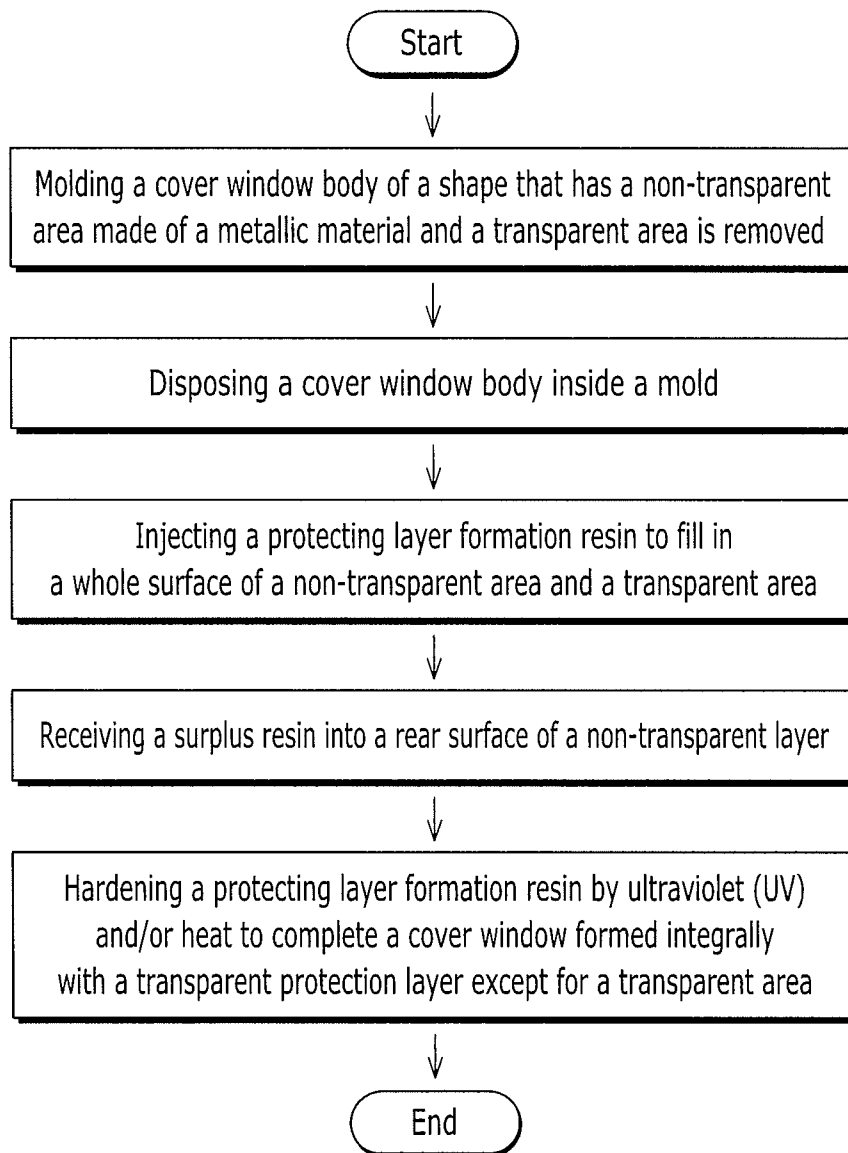 Start
Molding a cover window body of a shape that has a non-transparent
area made of a metallic material and a transparent area is removed
Disposing a cover window body inside a mold
Injecting a protecting layer formation resin to fill in
a whole surface of a non-transparent area and a transparent area
Receiving a surplus resin into a rear surface of a non-transparent layer
Hardening a protecting layer formation resin by ultraviolet (UV)
and/or heat to complete a cover window formed integrally
with a transparent protection layer except for a transparent area
End